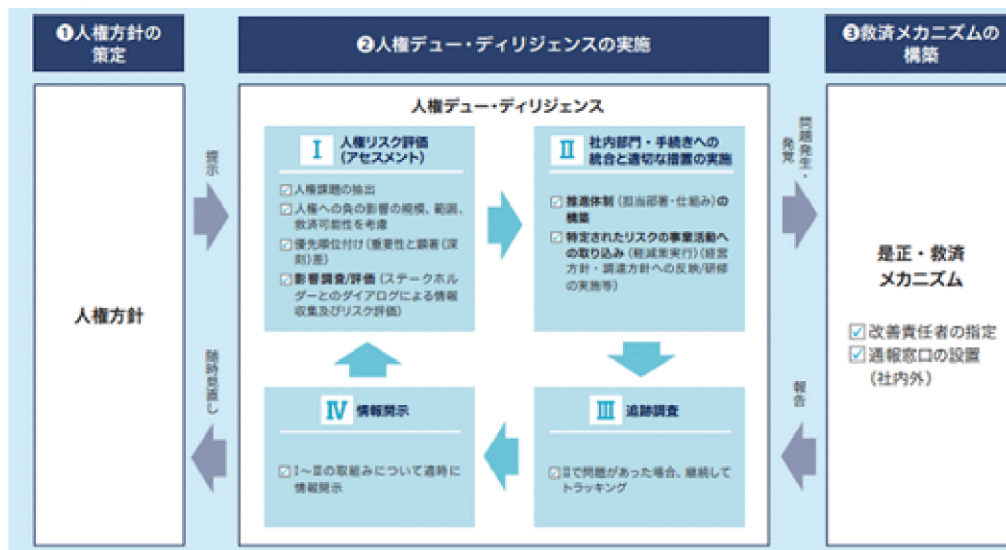 ❶人権方針の
策定
❷人権デュー・ディリジェンスの実施
❸救済メカニズムの
構築
人権方針
提示
随時見直し
人権デュー・ディリジェンス
Ⅰ 人権リスク評価
(アセスメント)
☑人権課題の抽出
☑人権への負の影響の規模、範囲、
救済可能性を考慮
☑優先順位付け(重要性と顕著(深
刻)差)
☑影響調査/評価(ステークホル
ダーとのダイアログによる情報
収集及びリスク評価)
Ⅱ 社内部門・手続きへの
統合と適切な措置の実施
☑推進体制(担当部署・仕組み)の
構築
☑特定されたリスクの事業活動へ
の取り込み(軽減策実行)(経営
方針・調達方針への反映/研修
の実施等)
Ⅲ 追跡調査
☑Ⅱで問題があった場合、継続して
トラッキング
Ⅳ 情報開示
☑Ⅰ〜Ⅲの取組みについて適時に
情報開示
問題発生・
発覚
報告
是正・救済
メカニズム
☑改善責任者の指定
☑通報窓口の設置
(社内外)